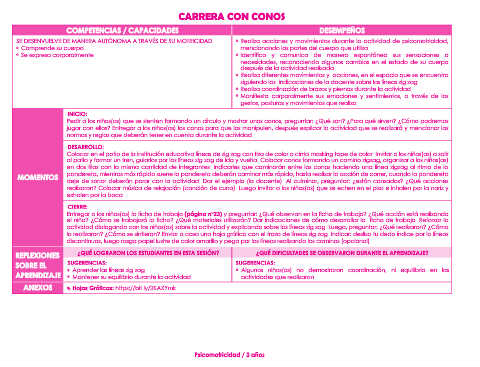 CARRERA CON CONOS
COMPETENCIAS / CAPACIDADES
DESEMPEÑOS
SE DESENVUELVE DE MANERA AUTÓNOMA A TRAVÉS DE SU MOTRICIDAD
• Comprende su cuerpo
• Se expresa corporalmente
• Realiza acciones y movimientos durante la actividad de psicomotricidad,
mencionando las partes del cuerpo que utiliza
• Identifica y comunica de manera espontánea sus sensaciones o
necesidades, reconociendo algunos cambios en el estado de su cuerpo
después de la actividad realizada
• Realiza diferentes movimientos y acciones, en el espacio que se encuentra
siguiendo las indicaciones de la docente sobre las líneas zig zag
• Realiza coordinación de brazos y piernas durante la actividad
• Manifiesta corporalmente sus emociones y sentimientos, a través de los
gestos, posturas y movimientos que realiza
MOMENTOS
INICIO:
Pedir a los niños(as) que se sienten formando un círculo y mostrar unos conos, preguntar: ¿Qué son? ¿Para qué sirven? ¿Cómo podremos
jugar con ellos? Entregar a los niños(as) los conos para que los manipulen, después explicar la actividad que se realizará y mencionar las
normas y reglas que deberán tener en cuenta durante la actividad
DESARROLLO:
Colocar en el patio de la institución educativa líneas de zig zag con tiza de color o cinta masking tape de color. Invitar a los niños(as) a salir
al patio y formar un tren, guiarlos por las líneas zig zag de ida y vuelta. Colocar conos formando un camino zigzag, organizar a los niños(as)
en dos filas con la misma cantidad de integrantes. Indicarles que caminarán entre los conos haciendo una línea zigzag al ritmo de la
pandereta, mientras más rápido suene la pandereta deberán caminar más rápido, hasta realizar la acción de correr, cuando la pandereta
deje de sonar deberán parar con la actividad. Dar el ejemplo (la docente). Al culminar, preguntar: ¿están cansados? ¿Qué acciones
realizaron? Colocar música de relajación (canción de cuna). Luego invitar a los niños(as) que se echen en el piso e inhalen por la nariz y
exhalen por la boca
CIERRE:
Entregar a los niños(as) la ficha de trabajo (página n°23) y preguntar: ¿Qué observan en la ficha de trabajo? ¿Qué acción está realizando
el niño? ¿Cómo se trabajará la ficha? ¿Qué materiales utilizarán? Dar indicaciones de cómo desarrollar la ficha de trabajo. Reforzar la
actividad dialogando con los niños(as) sobre la actividad y explicando sobre las líneas zig zag. Luego, preguntar: ¿Qué realizaron? ¿Cómo
lo realizaron? ¿Cómo se sintieron? Enviar a casa una hoja gráfica con el trazo de líneas zig zag. Indicar: desliza tu dedo índice por la línea
discontinua, luego rasga papel lustre de color amarillo y pega por las líneas realizando los caminos (opcional)
REFLEXIONES
SOBRE EL
APRENDIZAJE
¿QUÉ LOGRARON LOS ESTUDIANTES EN ESTA SESIÓN?
¿QUÉ DIFICULTADES SE OBSERVARON DURANTE EL APRENDIZAJE?
SUGERENCIAS:
• Aprender las líneas zig zag
• Mantener su equilibrio durante la actividad
SUGERENCIAS:
• Algunos niños(as) no demostraron coordinación, ni equilibrio en las
actividades que realizaron
ANEXOS
Hojas Gráficas:
Psicomotricidad / 3 años